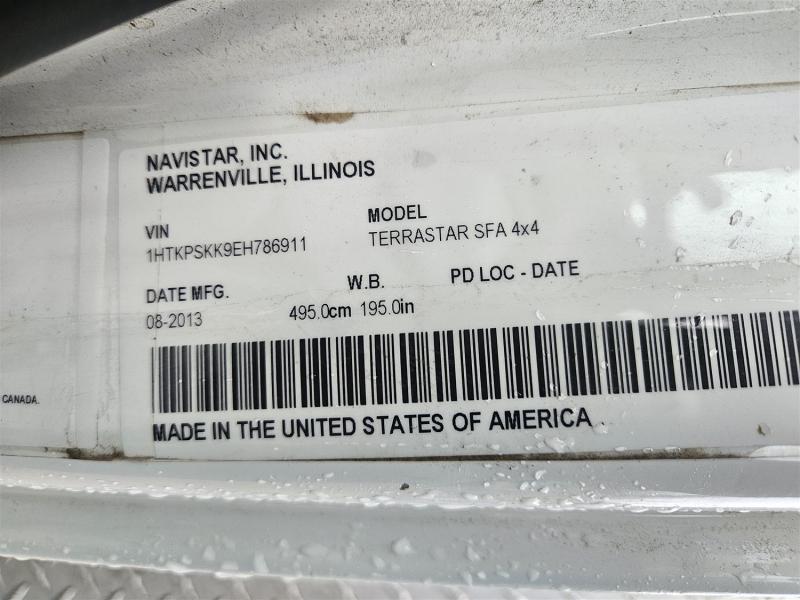 NAVISTAR, INC.
WARRENVILLE, ILLINOIS
VIN MODEL
1HTKPSKK9EH786911 TERRASTAR SFA 4x4
DATE MFG. W.B. PD LOC - DATE
08-2013 495.0cm 195.0in
CANADA.
MADE IN THE UNITED STATES OF AMERICA